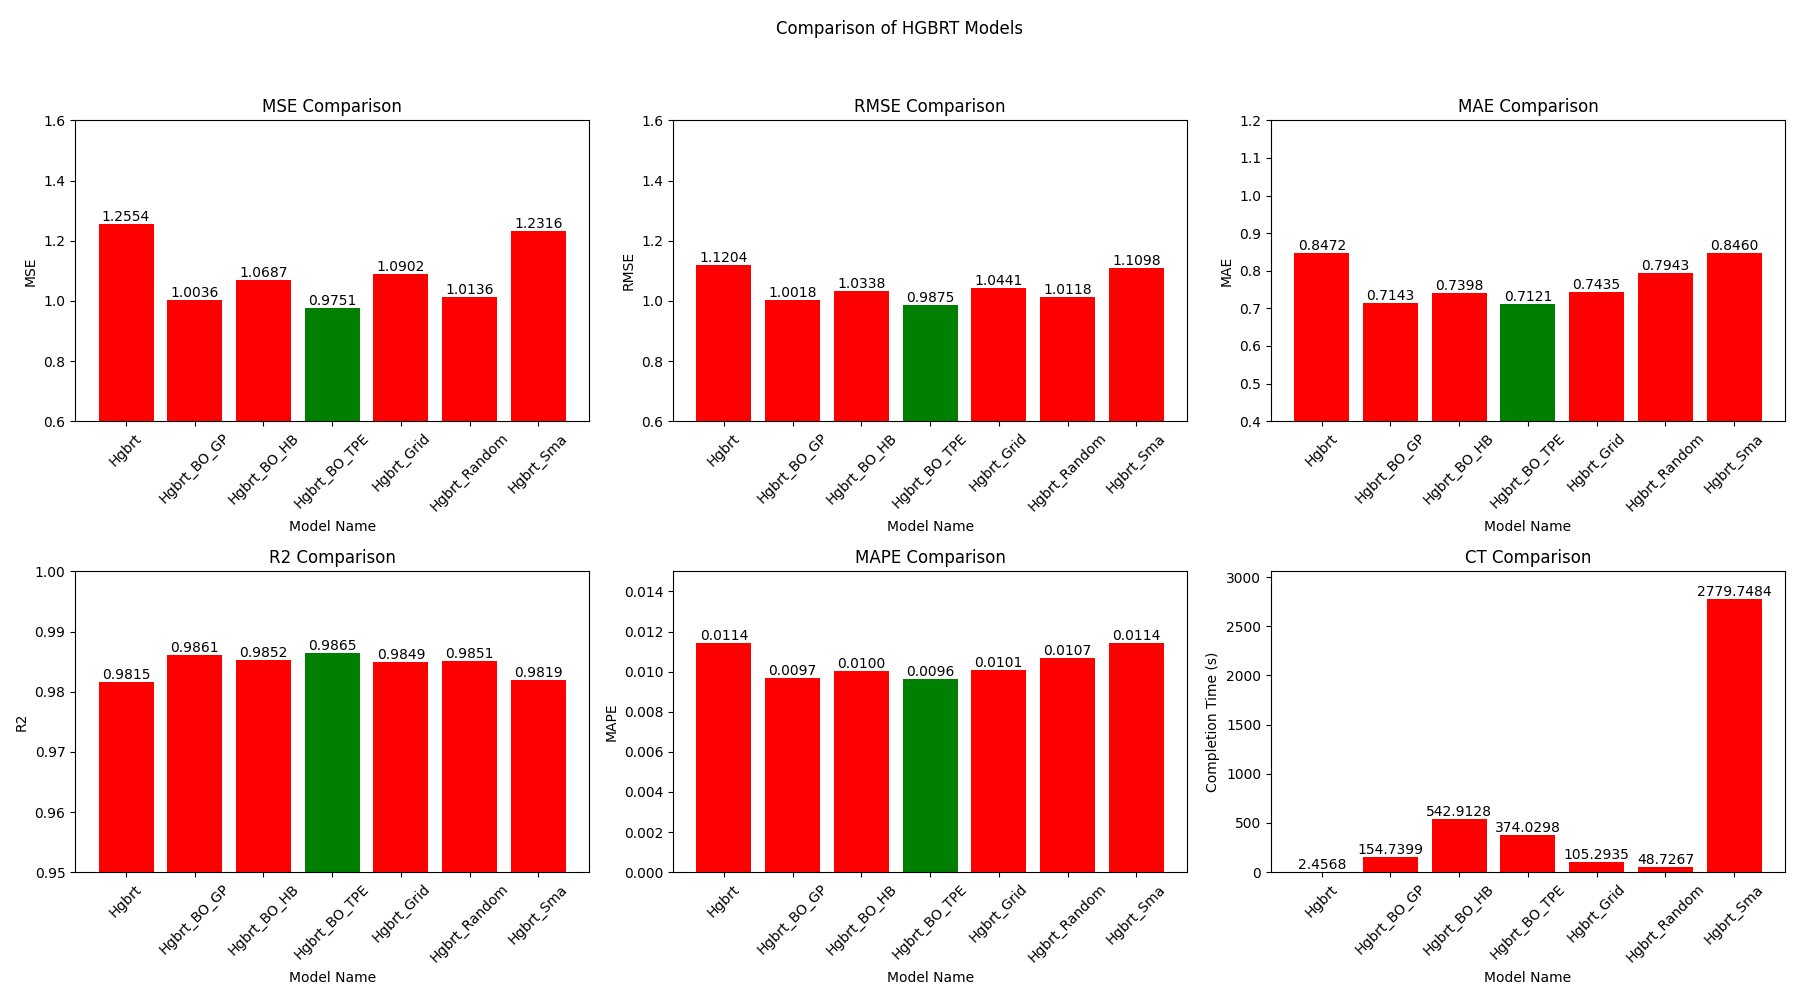 Comparison of HGBRT Models
MSE Comparison
MSE
1.6
1.4
1.2
1.0
0.8
0.6
1.2554
1.0036
1.0687
0.9751
1.0902
1.0136
1.2316
Hgbrt
Hgbrt_BO_GP
Hgbrt_BO_HB
Hgbrt_BO_TPE
Hgbrt_Grid
Hgbrt_Random
Hgbrt_Sma
Model Name
RMSE Comparison
RMSE
1.6
1.4
1.2
1.0
0.8
0.6
1.1204
1.0018
1.0338
0.9875
1.0441
1.0118
1.1098
Hgbrt
Hgbrt_BO_GP
Hgbrt_BO_HB
Hgbrt_BO_TPE
Hgbrt_Grid
Hgbrt_Random
Hgbrt_Sma
Model Name
MAE Comparison
MAE
1.2
1.1
1.0
0.9
0.8
0.7
0.6
0.5
0.4
0.8472
0.7143
0.7398
0.7121
0.7435
0.7943
0.8460
Hgbrt
Hgbrt_BO_GP
Hgbrt_BO_HB
Hgbrt_BO_TPE
Hgbrt_Grid
Hgbrt_Random
Hgbrt_Sma
Model Name
R2 Comparison
R2
1.00
0.99
0.98
0.97
0.96
0.95
0.9815
0.9861
0.9852
0.9865
0.9849
0.9851
0.9819
Hgbrt
Hgbrt_BO_GP
Hgbrt_BO_HB
Hgbrt_BO_TPE
Hgbrt_Grid
Hgbrt_Random
Hgbrt_Sma
Model Name
MAPE Comparison
MAPE
0.014
0.012
0.010
0.008
0.006
0.004
0.002
0.000
0.0114
0.0097
0.0100
0.0096
0.0101
0.0107
0.0114
Hgbrt
Hgbrt_BO_GP
Hgbrt_BO_HB
Hgbrt_BO_TPE
Hgbrt_Grid
Hgbrt_Random
Hgbrt_Sma
Model Name
CT Comparison
Completion Time (s)
3000
2500
2000
1500
1000
500
0
2.4568
154.7399
542.9128
374.0298
105.2935
48.7267
2779.7484
Hgbrt
Hgbrt_BO_GP
Hgbrt_BO_HB
Hgbrt_BO_TPE
Hgbrt_Grid
Hgbrt_Random
Hgbrt_Sma
Model Name